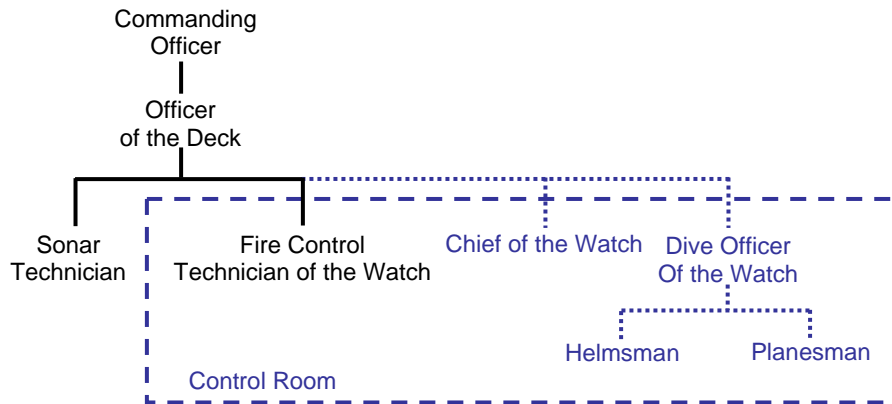 Commanding
Officer
Officer
of the Deck
Sonar
Technician
Fire Control
Technician of the Watch
Chief of the Watch
Dive Officer
Of the Watch
Helmsman
Planesman
Control Room